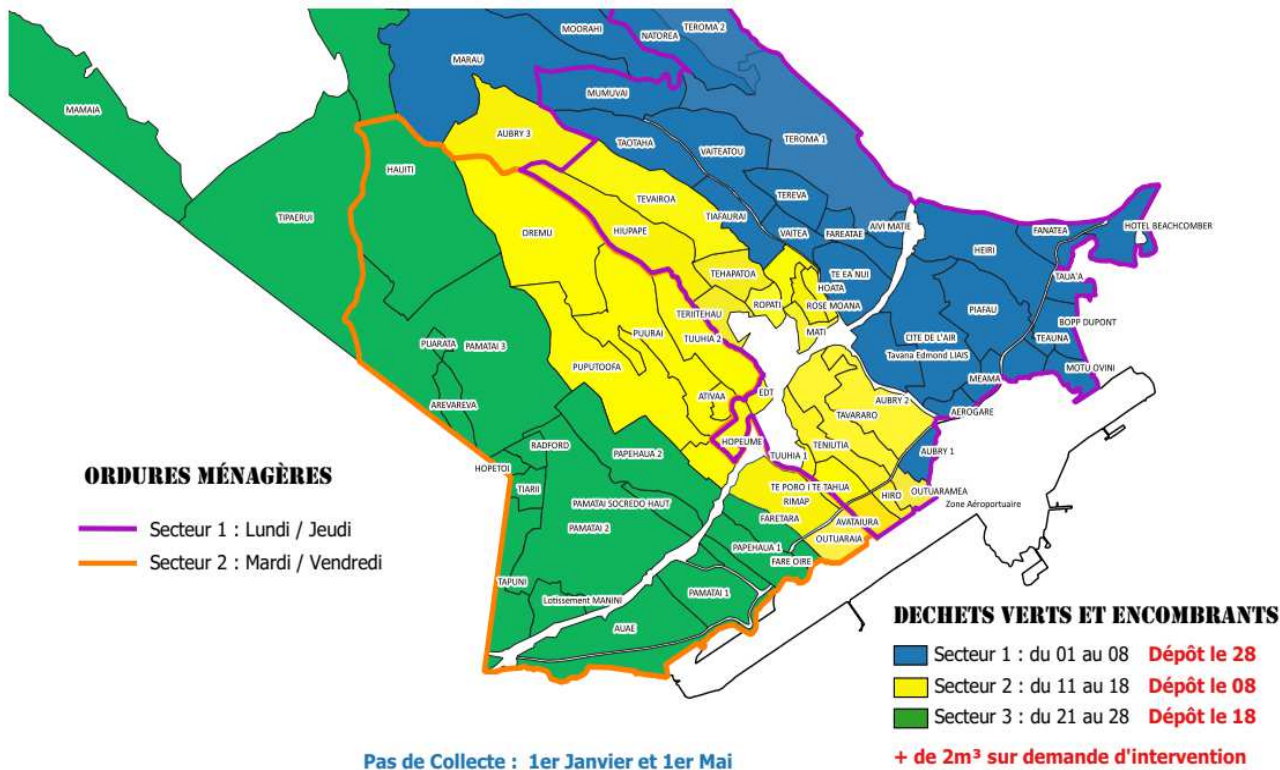 TEROMA 2
NATOREA
MOORAHI
MARAU
MUMUVAI
MAMAIA
AUBRY 3
TAOTAHA
VAITEATOU
TEROMA 1
HAUITI
TEVAIROA
TEREVA
TIPAERUI
TIAFAURAI
HOTEL BEACHCOMBER
DREMU
HIUPAPE
VAITEA
FAREATAE
AIVI MATIE
FANATEA
HEIRI
TEHAPATOA
TE EA NUI
TAUA'A
HOATA
ROPATI
ROSE MOANA
PIAFAU
TERIITEHAU
BOPP DUPONT
PUURAI
TUUHIA 2
MATI
CITE DE L'AIR
TEAUNA
PUARATA
PAMATAI 3
Tavana Edmond LIAIS
PUPUTOOFA
MOTU OVINI
MEAMA
ATIVAA
EDT
AUBRY 2
AREVAREVA
AEROGARE
TAVARARO
RADFORD
HOPEUME
TENIUTIA
PAPEHAUA 2
TUUHIA 1
AUBRY 1
HOPETOI
TIARII
TE PORO I TE TAHUA
HIRO
OUTUARAMEA
PAMATAI SOCREDO HAUT
RIMAP
Zone Aéroportuaire
FARETARA
AVATAIURA
PAMATAI 2
OUTUARAIA
PAPEHAUA 1
FARE OIRE
TAPUNI
PAMATAI 1
Lotissement MANINI
AUAE
ORDURES MÉNAGÈRES
Secteur 1 : Lundi / Jeudi
Secteur 2 : Mardi / Vendredi
DECHETS VERTS ET ENCOMBRANTS
Secteur 1 : du 01 au 08 Dépôt le 28
Secteur 2 : du 11 au 18 Dépôt le 08
Secteur 3 : du 21 au 28 Dépôt le 18
+ de 2m³ sur demande d'intervention
Pas de Collecte : 1er Janvier et 1er Mai